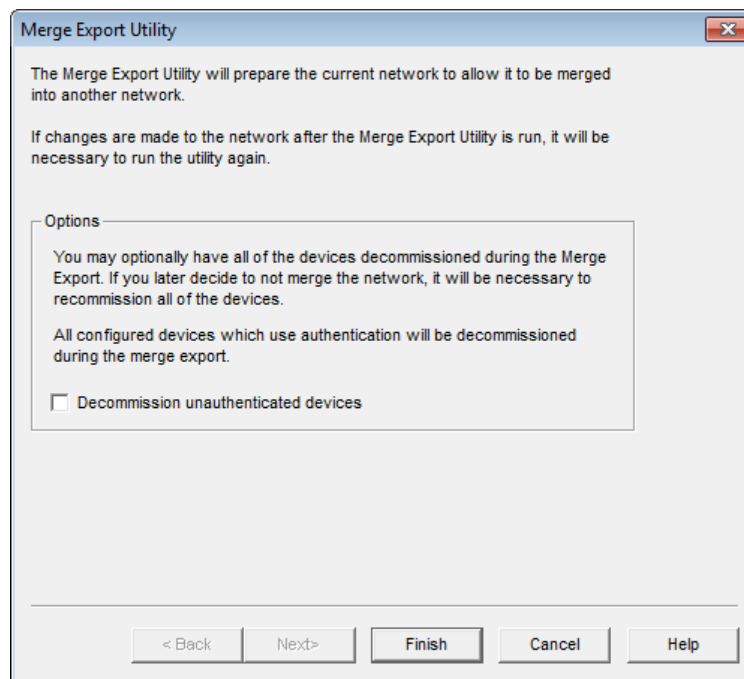 Merge Export Utility
The Merge Export Utility will prepare the current network to allow it to be merged
into another network.
If changes are made to the network after the Merge Export Utility is run, it will be
necessary to run the utility again.
Options
You may optionally have all of the devices decommissioned during the Merge
Export. If you later decide to not merge the network, it will be necessary to
recommission all of the devices.
All configured devices which use authentication will be decommissioned
during the merge export.
Decommission unauthenticated devices
< Back Next> Finish Cancel Help